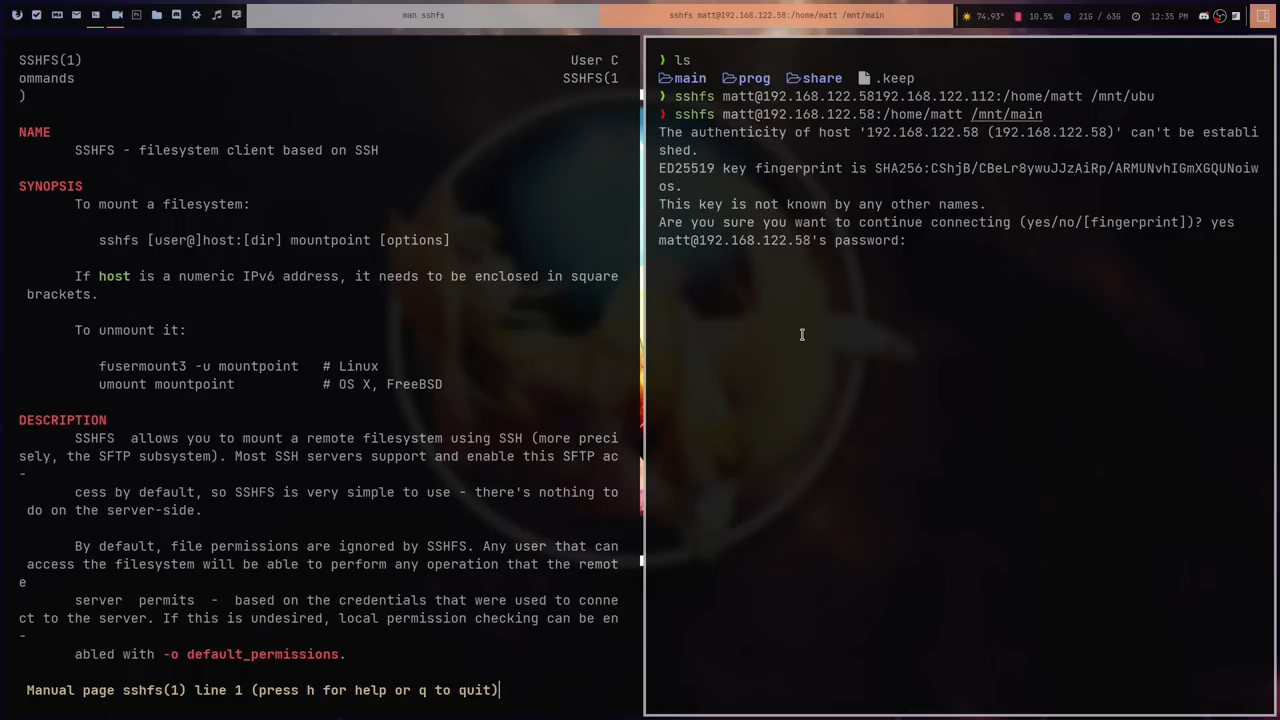 man sshfs
sshfs matt@192.168.122.58:/home/matt /mnt/main
74.93° 10.5% 21G / 63G 12:35 PM
SSHFS(1) User C
ommands SSHFS(1
)
NAME
SSHFS - filesystem client based on SSH
SYNOPSIS
To mount a filesystem:
sshfs [user@]host:[dir] mountpoint [options]
If host is a numeric IPv6 address, it needs to be enclosed in square
brackets.
To unmount it:
fusermount3 -u mountpoint # Linux
umount mountpoint # OS X, FreeBSD
DESCRIPTION
SSHFS allows you to mount a remote filesystem using SSH (more preci
sely, the SFTP subsystem). Most SSH servers support and enable this SFTP ac
-
cess by default, so SSHFS is very simple to use - there's nothing to
do on the server-side.
By default, file permissions are ignored by SSHFS. Any user that can
access the filesystem will be able to perform any operation that the remot
e
server permits - based on the credentials that were used to conne
ct to the server. If this is undesired, local permission checking can be en
-
abled with -o default_permissions.
Manual page sshfs(1) line 1 (press h for help or q to quit)
❱ ls
main prog share .keep
❱ sshfs matt@192.168.122.58192.168.122.112:/home/matt /mnt/ubu
❱ sshfs matt@192.168.122.58:/home/matt /mnt/main
The authenticity of host '192.168.122.58 (192.168.122.58)' can't be establi
shed.
ED25519 key fingerprint is SHA256:CShjB/CBeLr8ywuJJzAiRp/ARMUNvhIGmXGQUNoiw
os.
This key is not known by any other names.
Are you sure you want to continue connecting (yes/no/[fingerprint])? yes
matt@192.168.122.58's password: